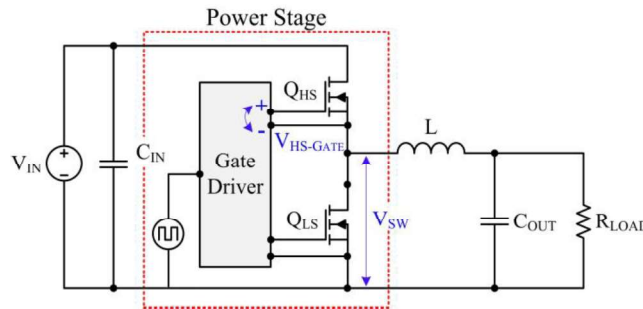 Power Stage
Q_HS
+
-
V_HS-GATE
L
V_IN
+
-
C_IN
Gate
Driver
Q_LS
V_SW
C_OUT
R_LOAD